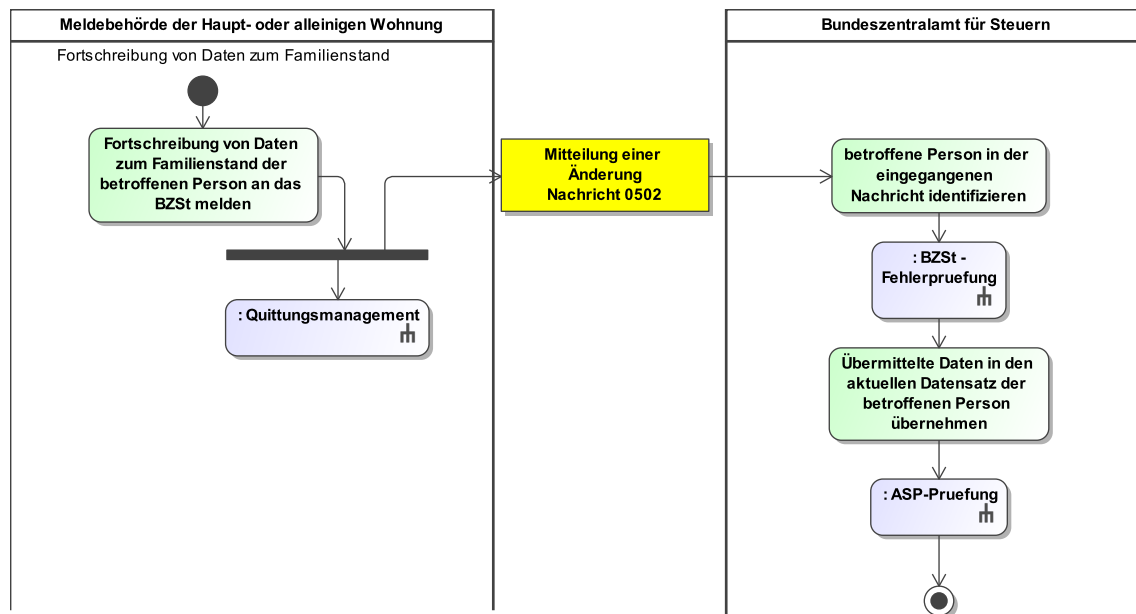 Meldebehörde der Haupt- oder alleinigen Wohnung
Fortschreibung von Daten zum Familienstand
Fortschreibung von Daten
zum Familienstand der
betroffenen Person an das
BZSt melden
: Quittungsmanagement
Mitteilung einer
Änderung
Nachricht 0502
Bundeszentralamt für Steuern
betroffene Person in der
eingegangenen
Nachricht identifizieren
: BZSt -
Fehlerpruefung
Übermittelte Daten in den
aktuellen Datensatz der
betroffenen Person
übernehmen
: ASP-Pruefung